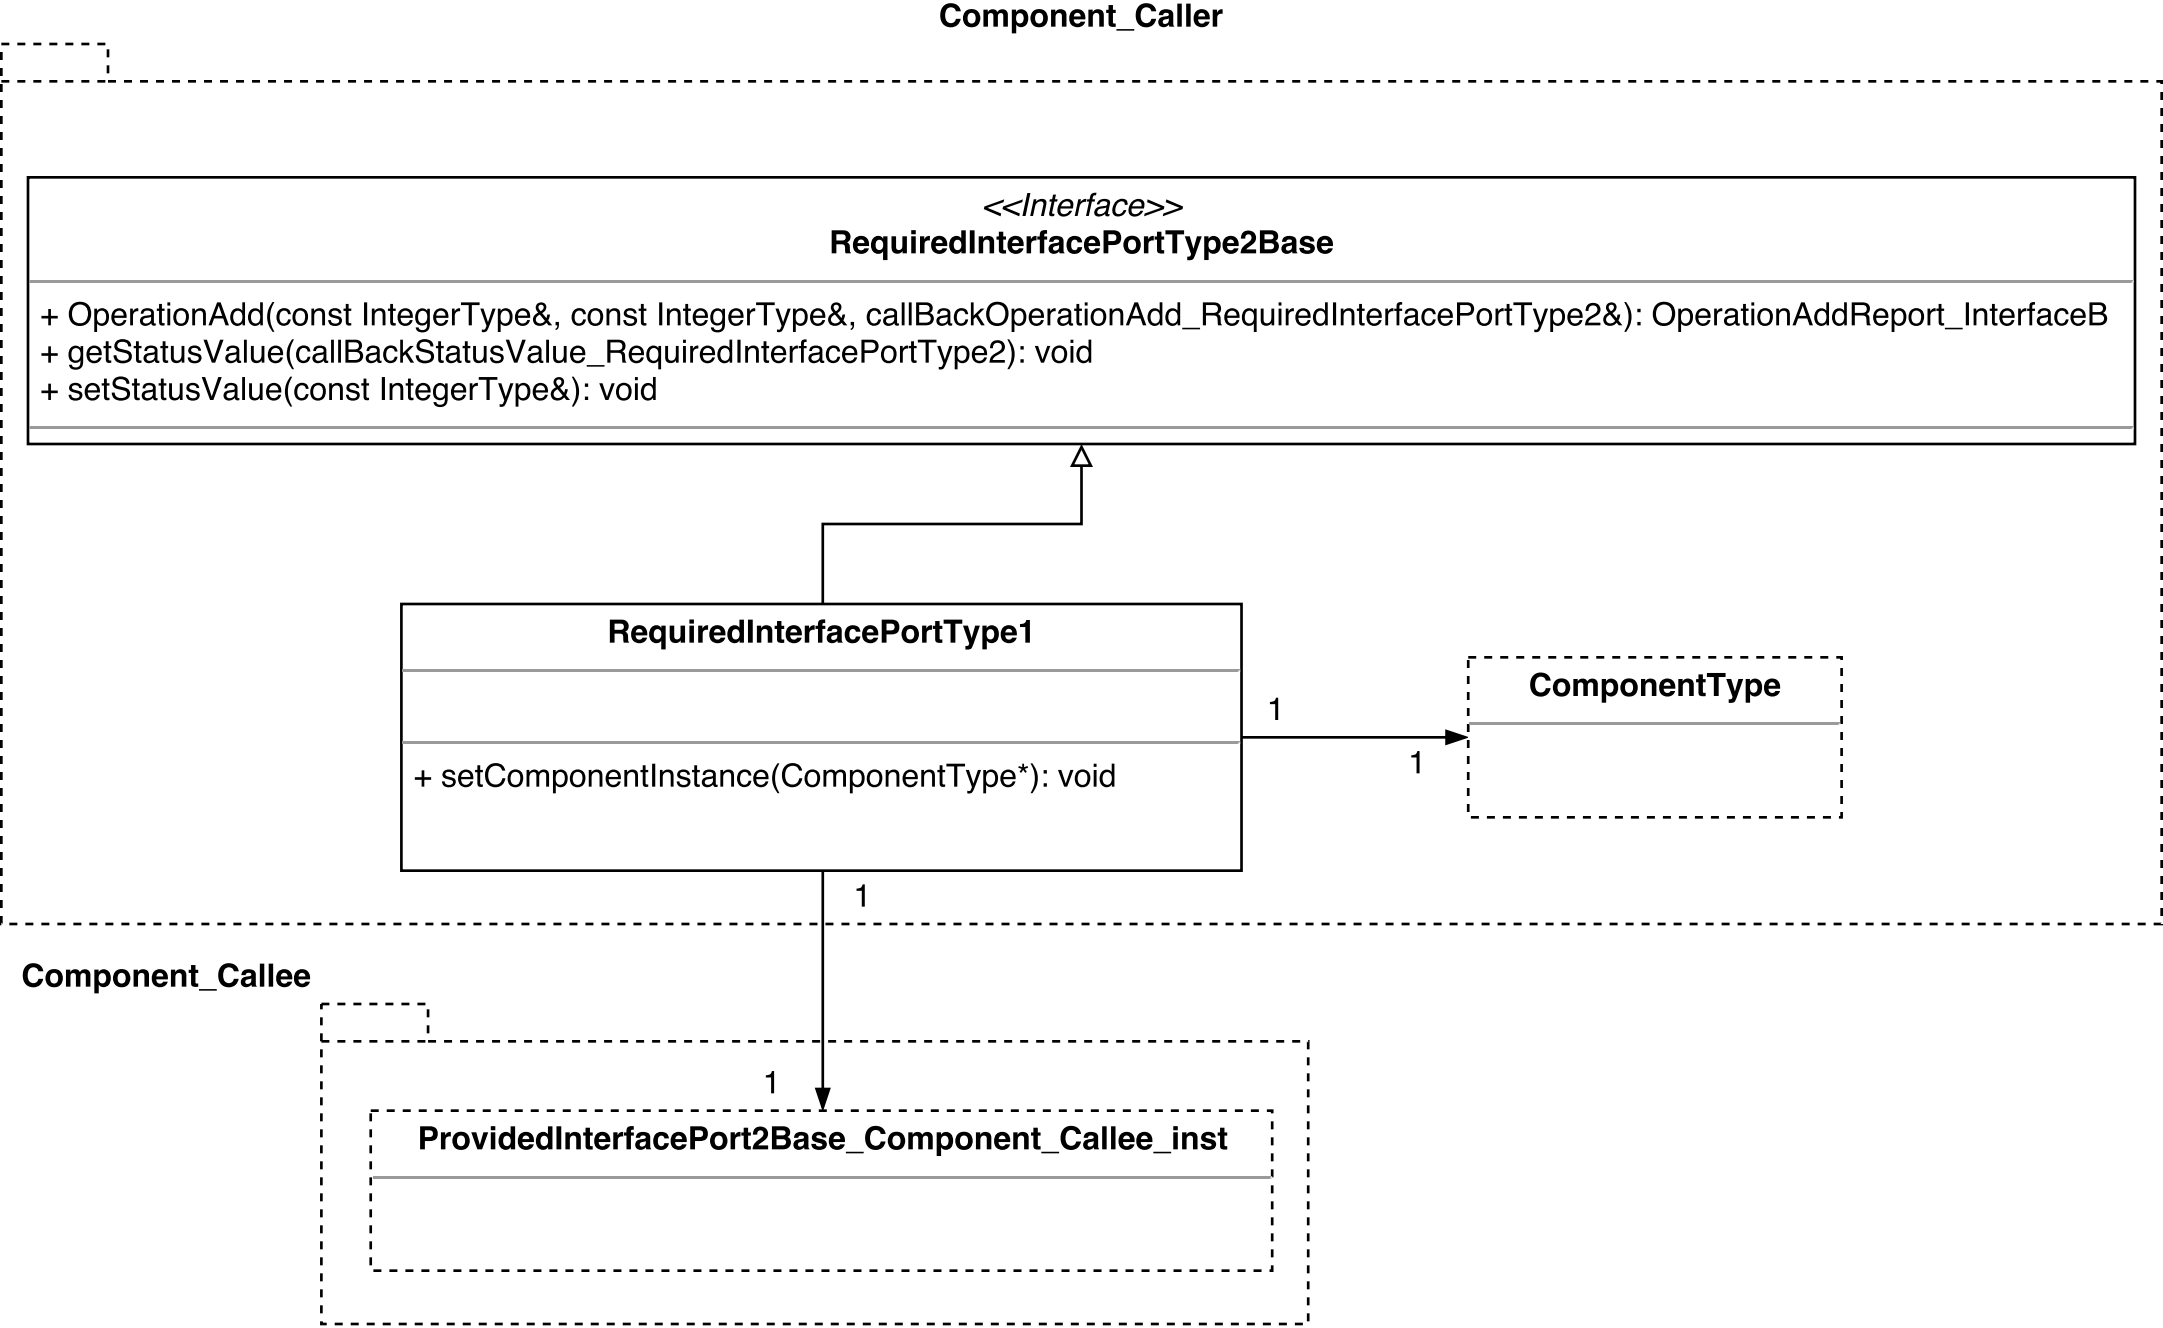 Component_Caller
<<Interface>>
RequiredInterfacePortType2Base
+ OperationAdd(const IntegerType&, const IntegerType&, callBackOperationAdd_RequiredInterfacePortType2&): OperationAddReport_InterfaceB
+ getStatusValue(callBackStatusValue_RequiredInterfacePortType2): void
+ setStatusValue(const IntegerType&): void
RequiredInterfacePortType1
+ setComponentInstance(ComponentType*): void
1
1
ComponentType
1
Component_Callee
1
ProvidedInterfacePort2Base_Component_Callee_inst